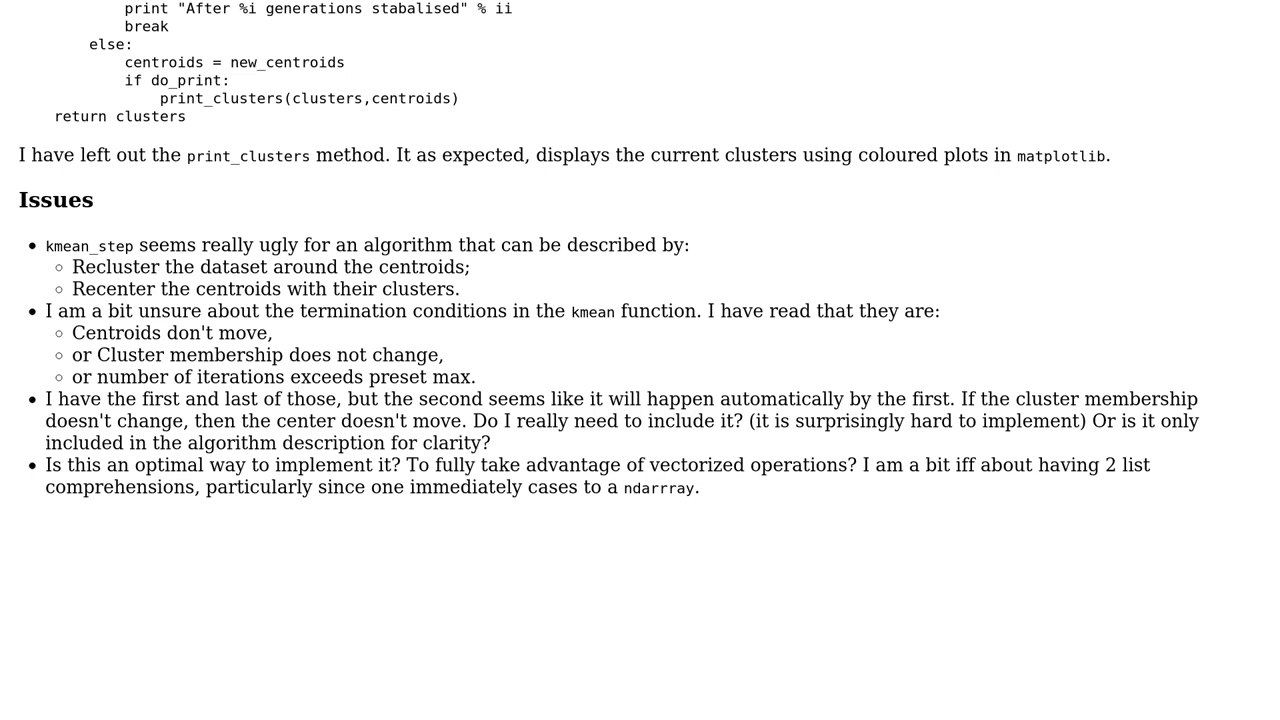 print "After %i generations stabalised" % ii
break
else:
centroids = new_centroids
if do_print:
print_clusters(clusters,centroids)
return clusters
I have left out the print_clusters method. It as expected, displays the current clusters using coloured plots in matplotlib.
Issues
• kmean_step seems really ugly for an algorithm that can be described by:
◦ Recluster the dataset around the centroids;
◦ Recenter the centroids with their clusters.
• I am a bit unsure about the termination conditions in the kmean function. I have read that they are:
◦ Centroids don't move,
◦ or Cluster membership does not change,
◦ or number of iterations exceeds preset max.
• I have the first and last of those, but the second seems like it will happen automatically by the first. If the cluster membership
doesn't change, then the center doesn't move. Do I really need to include it? (it is surprisingly hard to implement) Or is it only
included in the algorithm description for clarity?
• Is this an optimal way to implement it? To fully take advantage of vectorized operations? I am a bit iff about having 2 list
comprehensions, particularly since one immediately cases to a ndarrray.